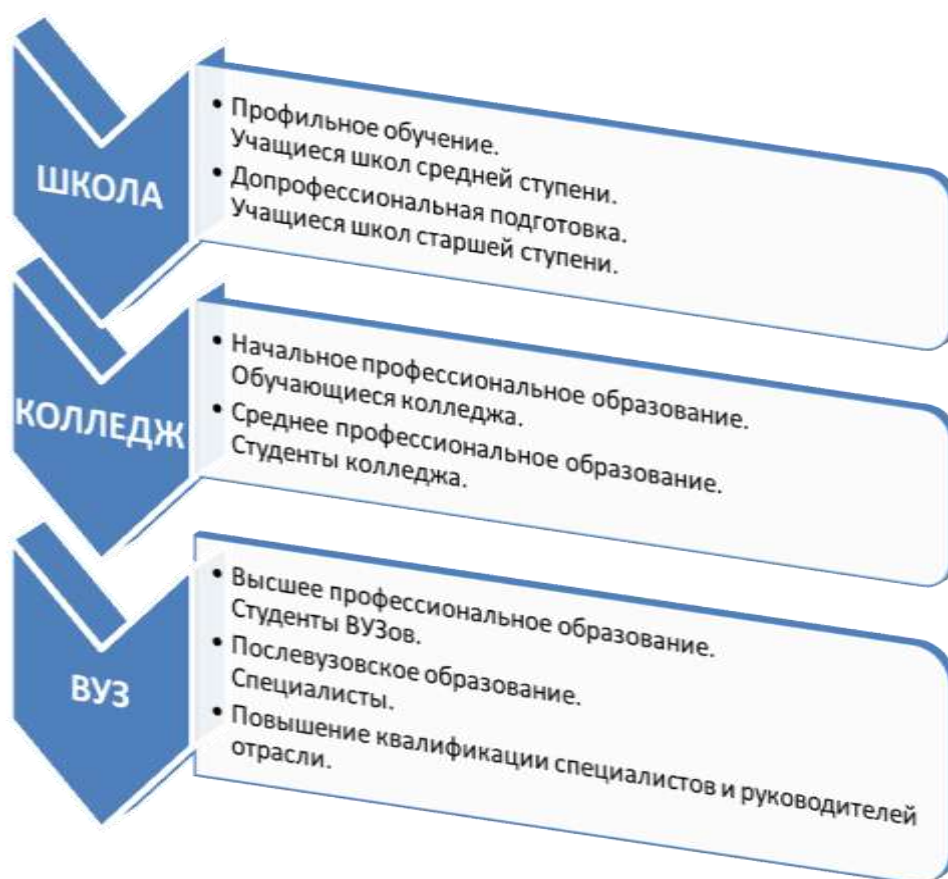 ШКОЛА
• Профильное обучение.
Учащиеся школ средней ступени.
• Допрофессиональная подготовка.
Учащиеся школ старшей ступени.
КОЛЛЕДЖ
• Начальное профессиональное образование.
Обучающиеся колледжа.
• Среднее профессиональное образование.
Студенты колледжа.
ВУЗ
• Высшее профессиональное образование.
Студенты ВУЗов.
• Послевузовское образование.
Специалисты.
• Повышение квалификации специалистов и руководителей
отрасли.